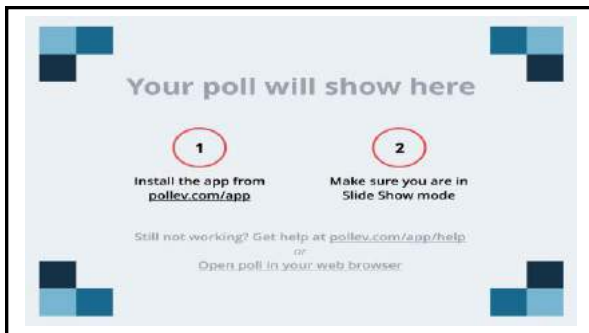 Your poll will show here
1
2
Install the app from
pollev.com/app
Make sure you are in
Slide Show mode
Still not working? Get help at pollev.com/app/help
or
Open poll in your web browser